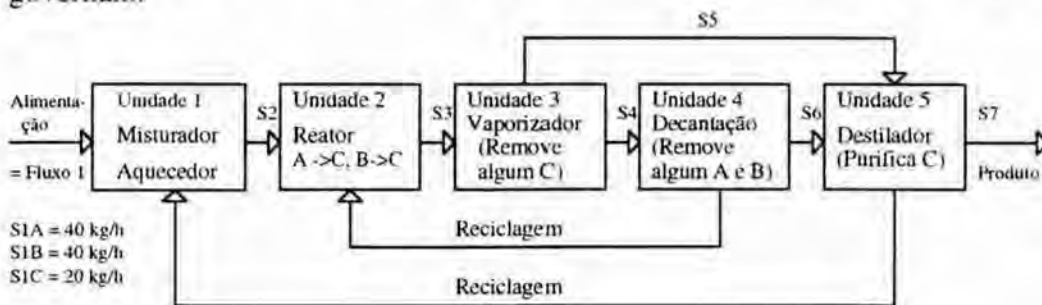 S5
Alimenta-
ção
= Fluxo 1
Unidade 1
Misturador
Aquecedor
S2
Unidade 2
Reator
A ->C, B->C
S3
Unidade 3
Vaporizador
(Remove
algum C)
S4
Unidade 4
Decantação
(Remove
algum A e B)
S6
Unidade 5
Destilador
(Purifica C)
S7
Produto
S1A = 40 kg/h
S1B = 40 kg/h
S1C = 20 kg/h
Reciclagem
Reciclagem